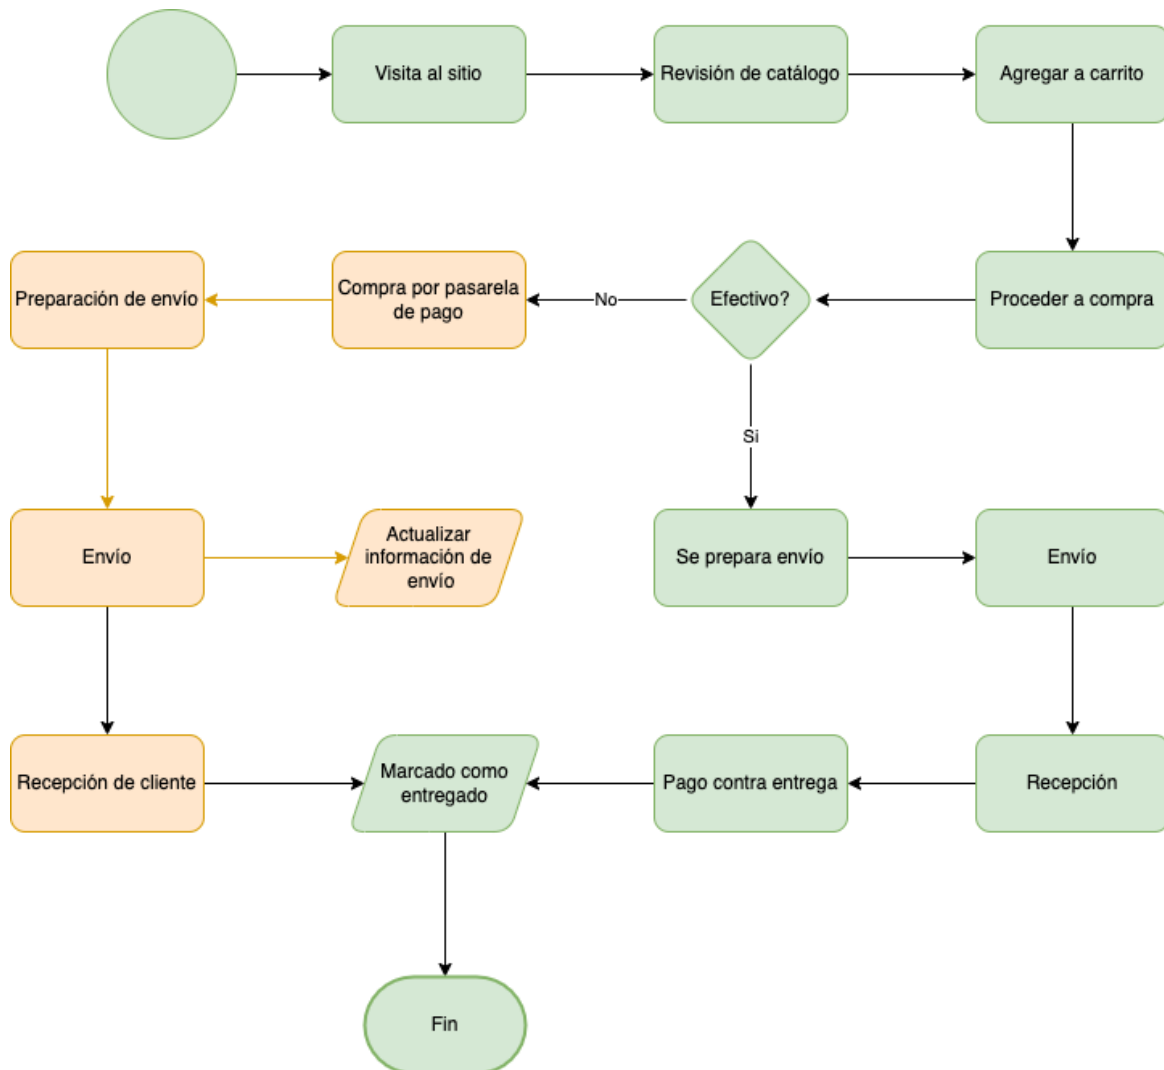 Visita al sitio
Revisión de catálogo
Agregar a carrito
Preparación de envío
Compra por pasarela
de pago
No
Efectivo?
Proceder a compra
Si
Envío
Actualizar
información de
envío
Se prepara envío
Envío
Recepción de cliente
Marcado como
entregado
Pago contra entrega
Recepción
Fin